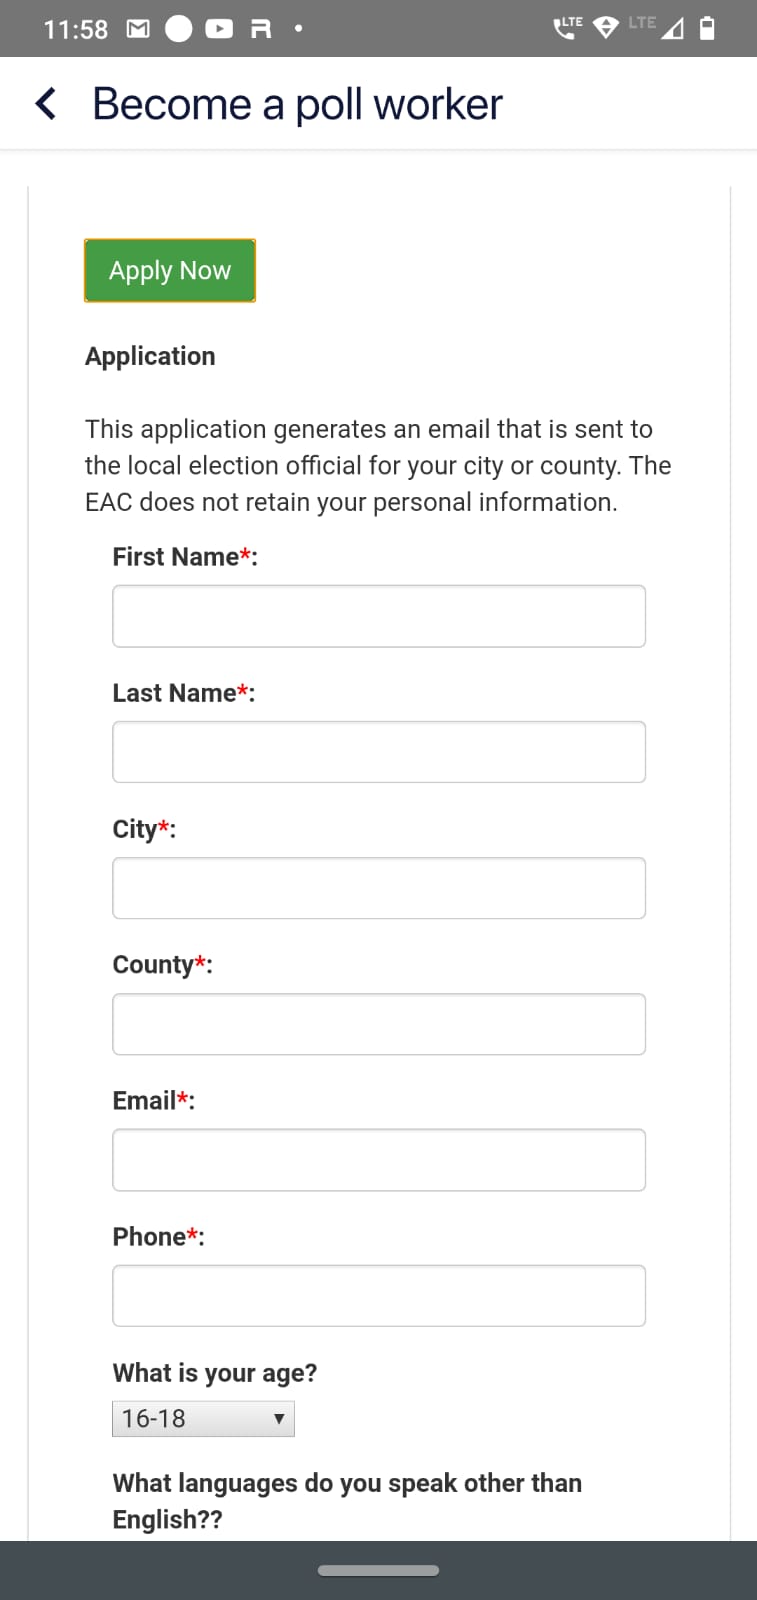 11:58
LTE
LTE
Become a poll worker
Apply Now
Application
This application generates an email that is sent to
the local election official for your city or county. The
EAC does not retain your personal information.
First Name*:
Last Name*:
City*:
County*:
Email*:
Phone*:
What is your age?
16-18
What languages do you speak other than
English??